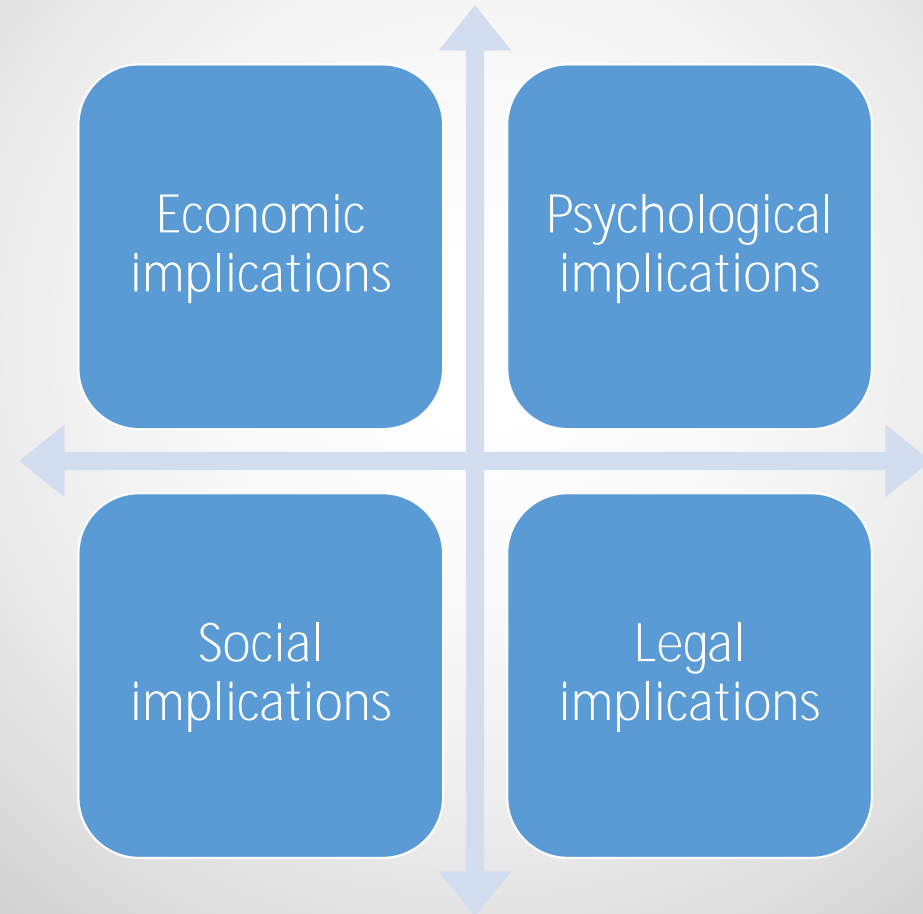 Economic
implications
Psychological
implications
Social
implications
Legal
implications